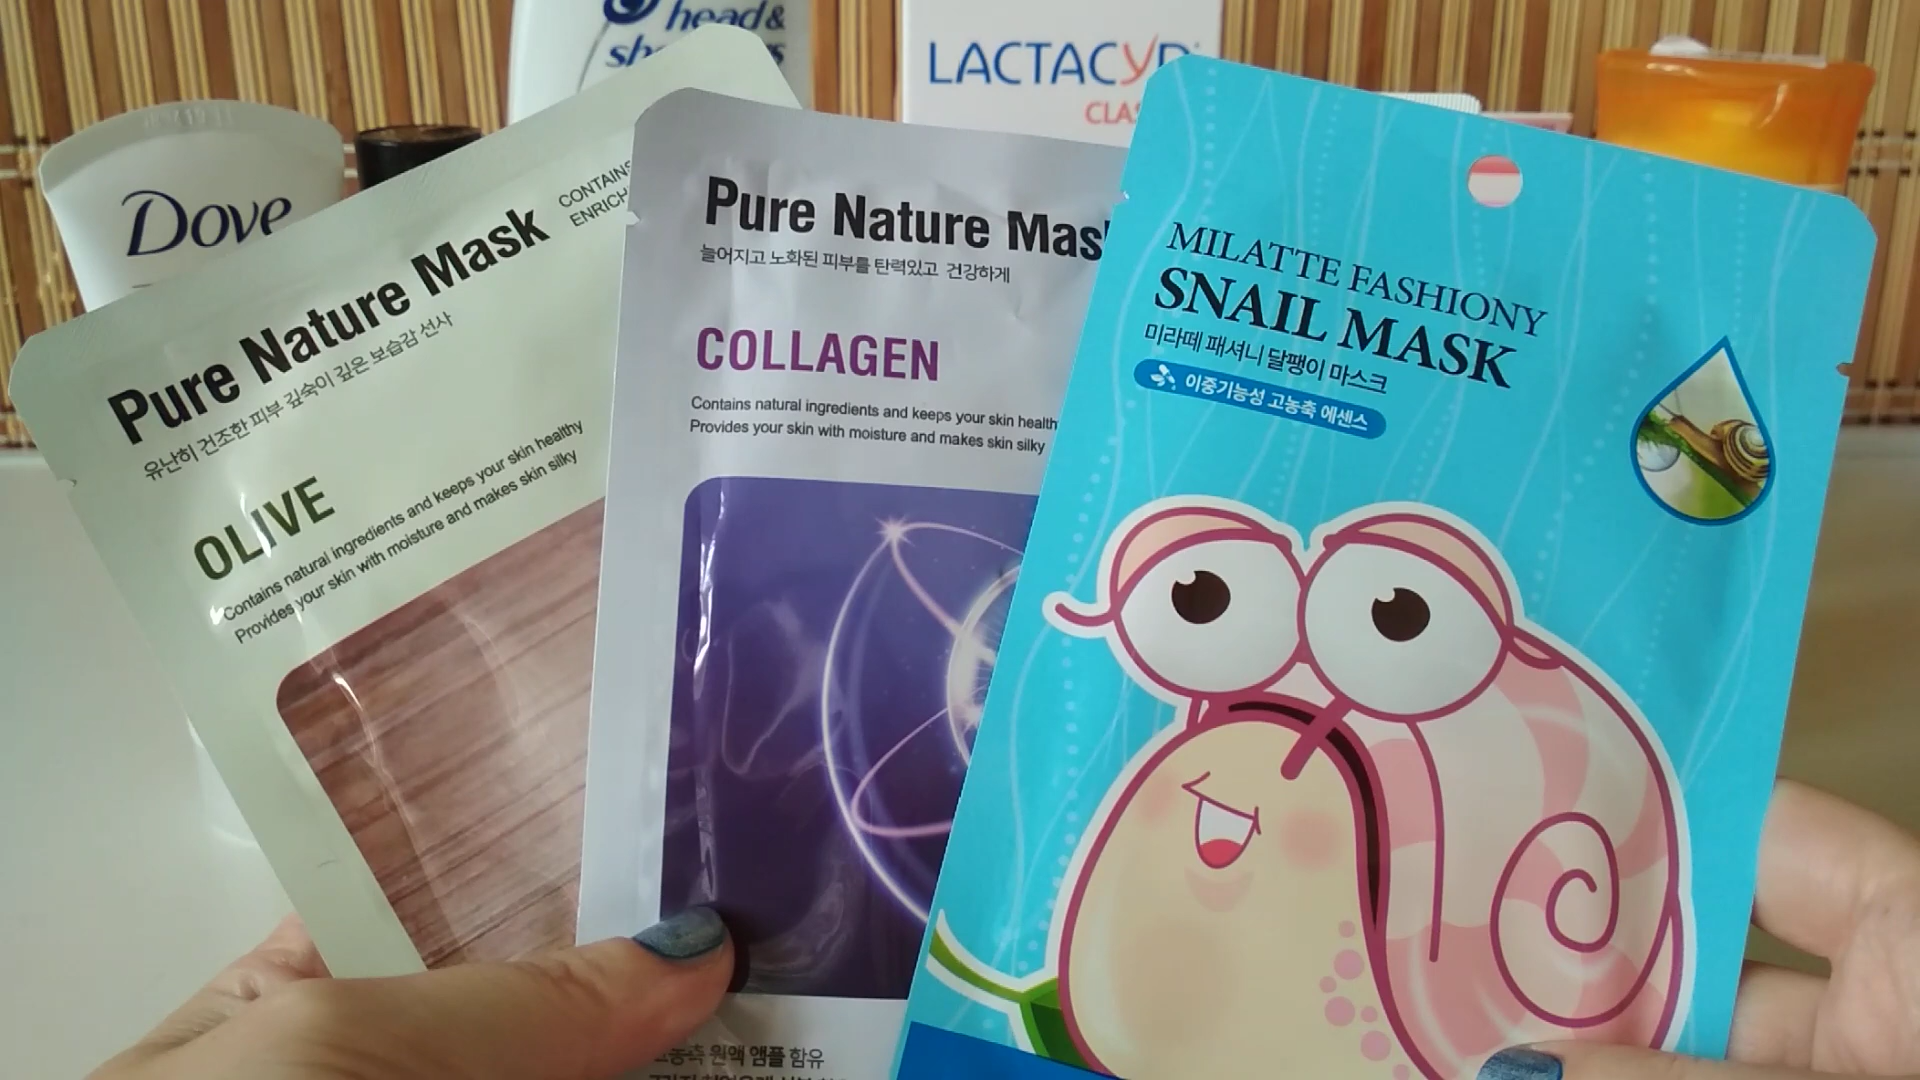 head&
LACTACYD
Dove
Pure Nature Mask
유난히 건조한 피부 깊숙이 깊은 보습감 선사
OLIVE
Contains natural ingredients and keeps your skin healthy
Provides your skin with moisture and makes skin silky
Pure Nature Mas
늘어지고 노화된 피부를 탄력있고 건강하게
COLLAGEN
Contains natural ingredients and keeps your skin health
Provides your skin with moisture and makes skin silky
고농축 원액 앰플 함유
MILATTE FASHIONY
SNAIL MASK
미라떼 패셔니 달팽이 마스크
이중기능성 고농축 에센스